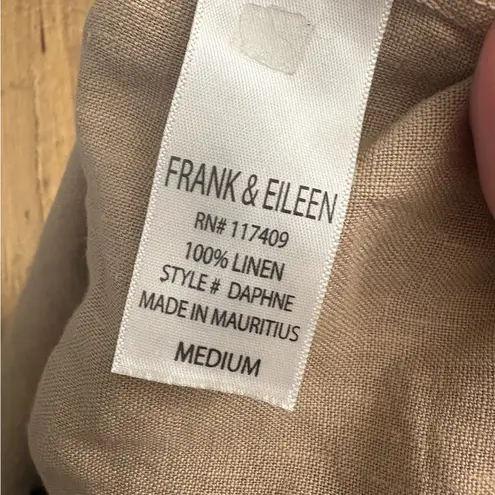 FRANK & EILEEN
RN# 117409
100% LINEN
STYLE # DAPHNE
MADE IN MAURITIUS
MEDIUM